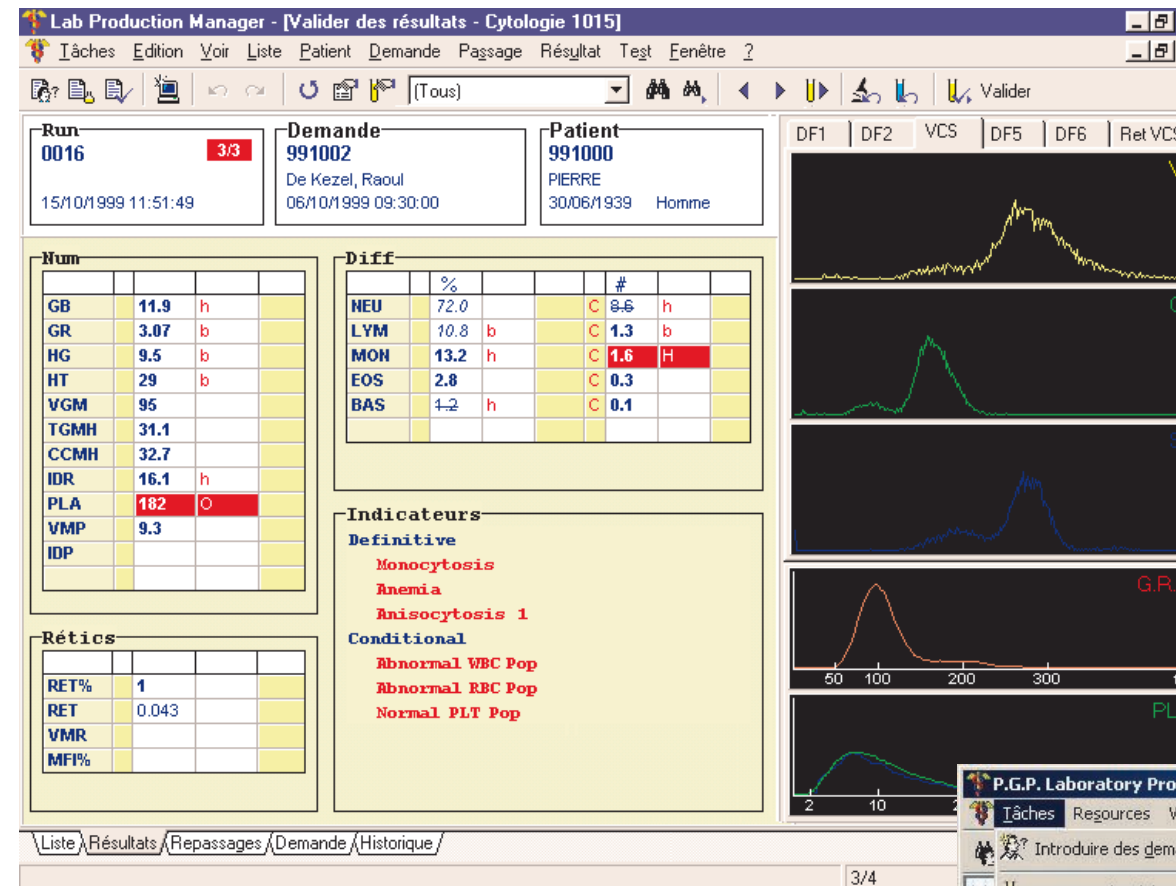 Lab Production Manager - [Valider des résultats - Cytologie 1015]
Tâches Edition Voir Liste Patient Demande Passage Résultat Test Fenêtre ?
(Tous) Valider
Run
0016 3/3
15/10/1999 11:51:49
Demande
991002
De Kezel, Raoul
06/10/1999 09:30:00
Patient
991000
PIERRE
30/06/1939 Homme
DF1 DF2 VCS DF5 DF6 Ret VCS
Num
GB 11.9 h
GR 3.07 b
HG 9.5 b
HT 29 b
VGM 95
TGMH 31.1
CCMH 32.7
IDR 16.1 h
PLA 182 O
VMP 9.3
IDP
Diff
% #
NEU 72.0 C 8.6 h
LYM 10.8 b C 1.3 b
MON 13.2 h C 1.6 H
EOS 2.8 C 0.3
BAS 1.2 h C 0.1
Rétics
RET% 1
RET 0.043
VMR
MFI%
Indicateurs
Definitive
Monocytosis
Anemia
Anisocytosis 1
Conditional
Abnormal WBC Pop
Abnormal RBC Pop
Normal PLT Pop
G.R.
50 100 200 300
PL
2 10
P.G.P. Laboratory Pro
Tâches Resources
Introduire des dem
Liste Résultats Repassages Demande Historique
3/4